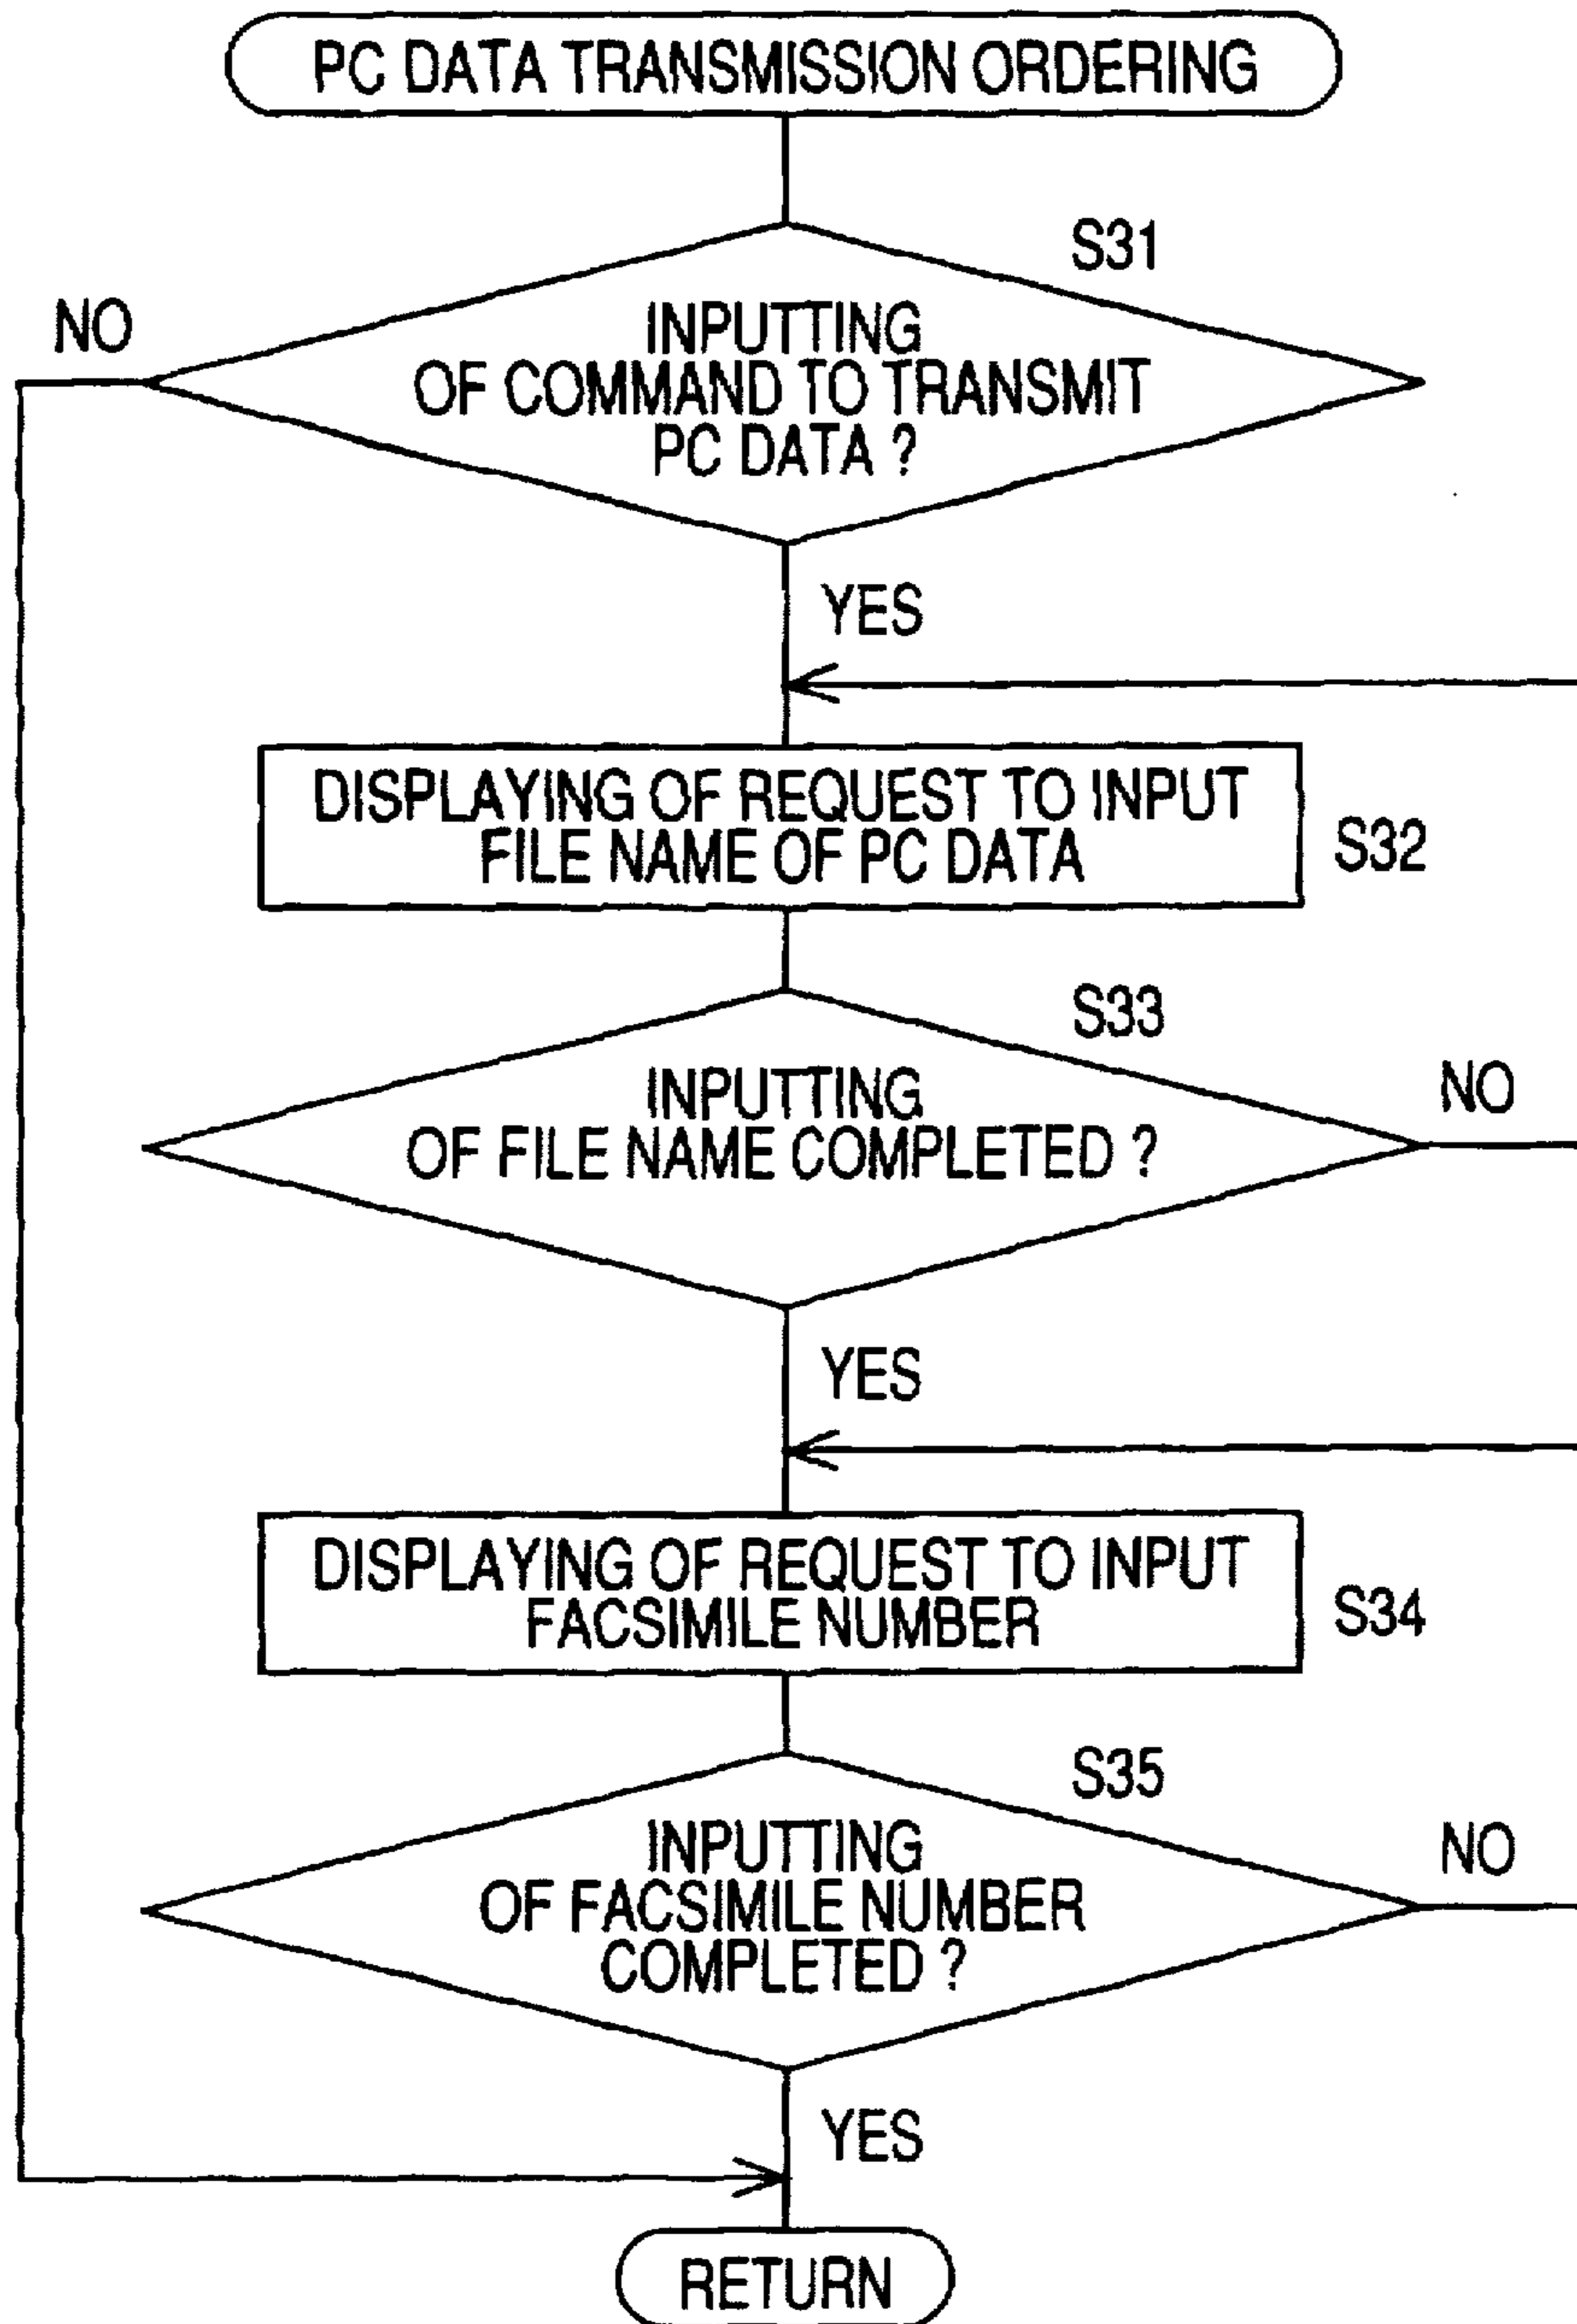 PC DATA TRANSMISSION ORDERING
S31
NO
INPUTTING
OF COMMAND TO TRANSMIT
PC DATA ?
YES
DISPLAYING OF REQUEST TO INPUT
FILE NAME OF PC DATA
S32
S33
INPUTTING
OF FILE NAME COMPLETED ?
NO
YES
DISPLAYING OF REQUEST TO INPUT
FACSIMILE NUMBER
S34
S35
INPUTTING
OF FACSIMILE NUMBER
COMPLETED ?
NO
YES
RETURN